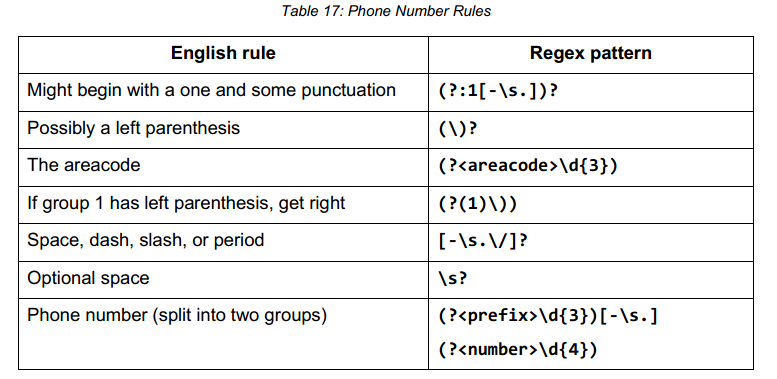 Table 17: Phone Number Rules
English rule Regex pattern
Might begin with a one and some punctuation (?:1[-\s.])?
Possibly a left parenthesis (\)?
The areacode (?<areacode>\d{3})
If group 1 has left parenthesis, get right (?(1)\))
Space, dash, slash, or period [-\s.\/]?
Optional space \s?
Phone number (split into two groups) (?<prefix>\d{3})[-\s.]
(?<number>\d{4})